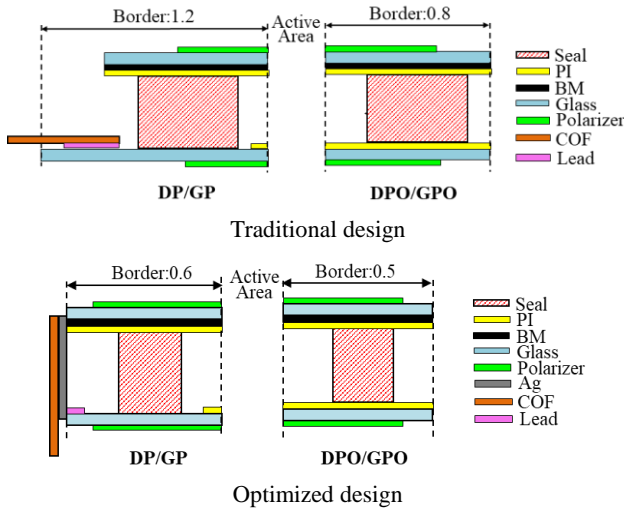 Border:1.2
Active
Area
Border:0.8
Seal
PI
BM
Glass
Polarizer
COF
Lead
DP/GP
DPO/GPO
Traditional design
Border:0.6
Active
Area
Border:0.5
Seal
PI
BM
Glass
Polarizer
Ag
COF
Lead
DP/GP
DPO/GPO
Optimized design